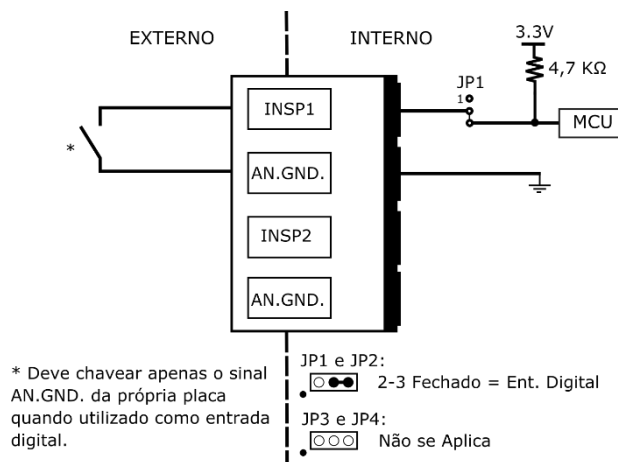 EXTERNO
INTERNO
3.3V
4,7 KΩ
JP1
1
MCU
INSP1
AN.GND.
INSP2
AN.GND.
*
* Deve chavear apenas o sinal
AN.GND. da própria placa
quando utilizado como entrada
digital.
JP1 e JP2:
2-3 Fechado = Ent. Digital
JP3 e JP4:
Não se Aplica